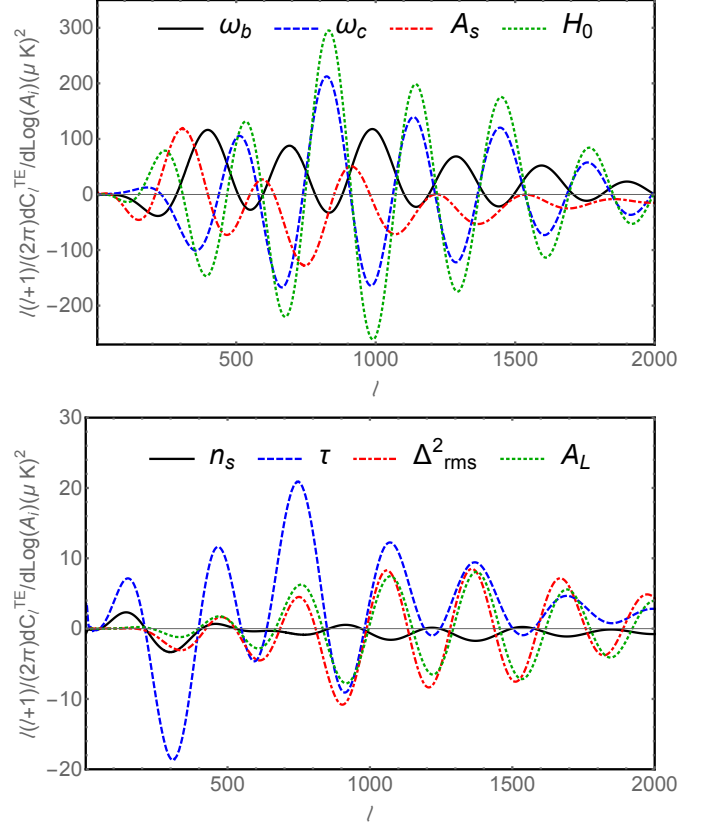 ω_b ω_c A_s H_0
l(l+1)/(2π)dC_l^TE/dLog(A_i)(μ K)^2
300
200
100
0
−100
−200
500 1000 1500 2000
l
n_s τ Δ^2_rms A_L
l(l+1)/(2π)dC_l^TE/dLog(A_i)(μ K)^2
30
20
10
0
−10
−20
0 500 1000 1500 2000
l